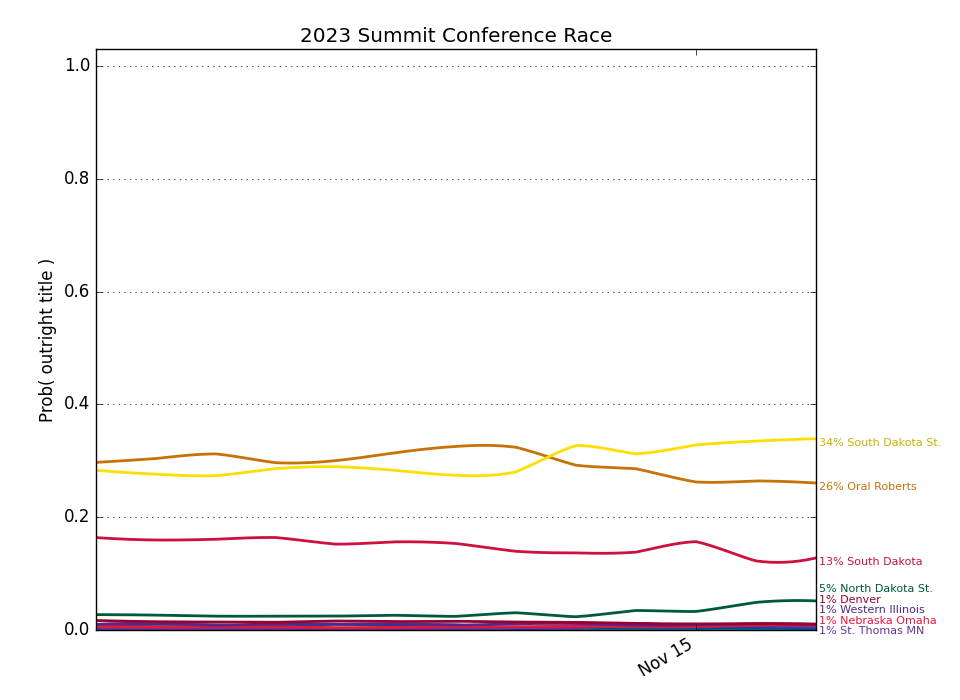 2023 Summit Conference Race
1.0
0.8
0.6
0.4
0.2
0.0
Prob( outright title )
Nov 15
34% South Dakota St.
26% Oral Roberts
13% South Dakota
5% North Dakota St.
1% Denver
1% Western Illinois
1% Nebraska Omaha
1% St. Thomas MN